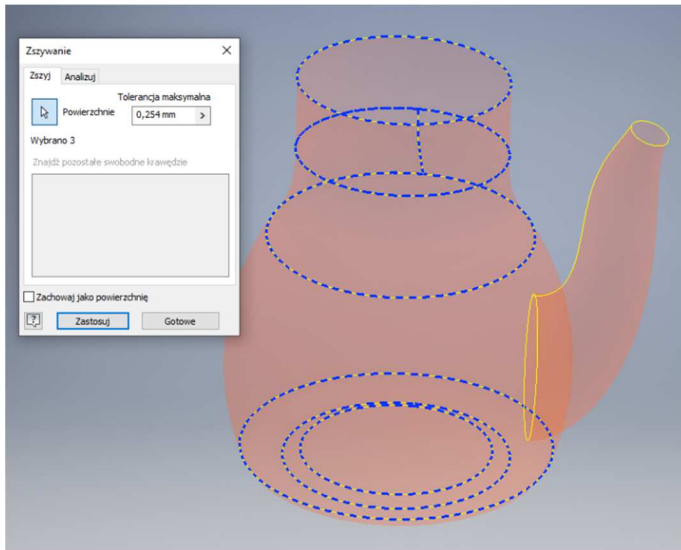 Zszywanie
Zszyj Analizuj
Tolerancja maksymalna
Powierzchnie 0,254 mm
Wybrano 3
Znajdź pozostałe swobodne krawędzie
Zachowaj jako powierzchnię
Zastosuj Gotowe